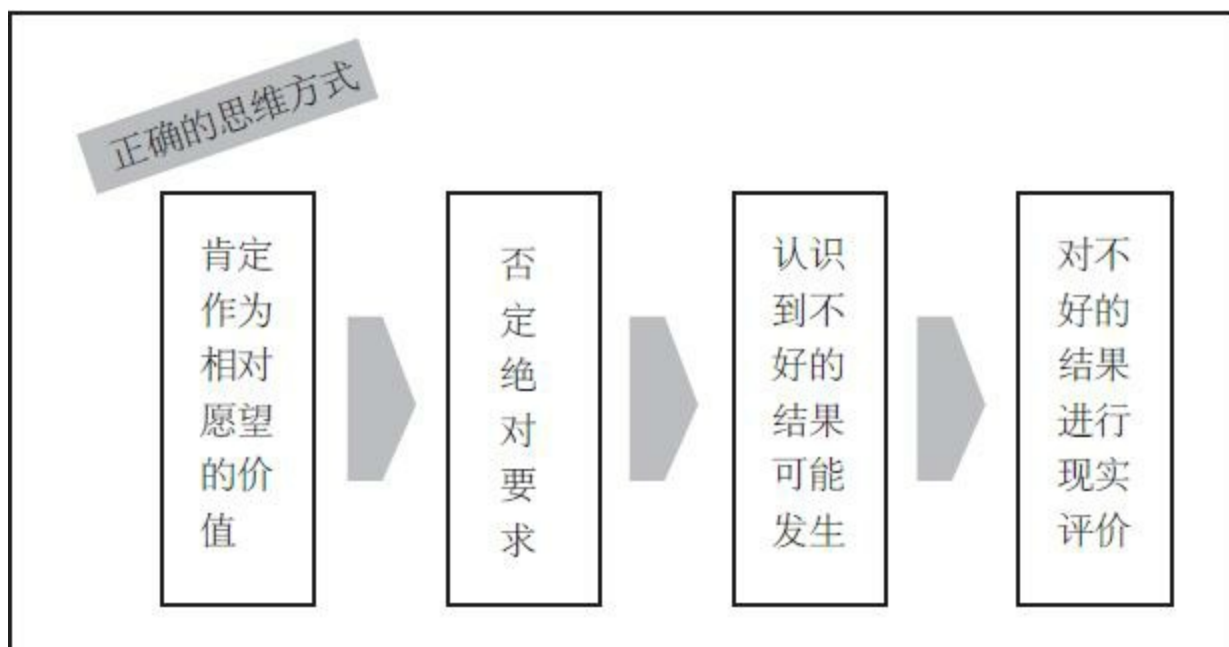 正确的思维方式
肯定
作为
相对
愿望
的价
值
否
定
绝
对
要
求
认识
到不
好的
结果
可能
发生
对不
好的
结果
进行
现实
评价